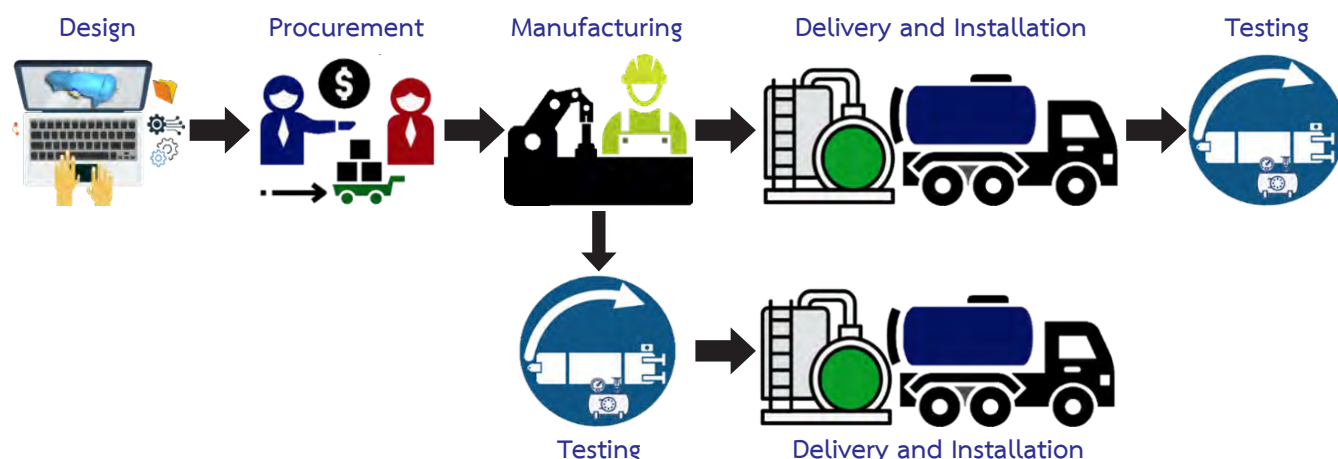 Design
Procurement
Manufacturing
Delivery and Installation
Testing
$
Testing
Delivery and Installation